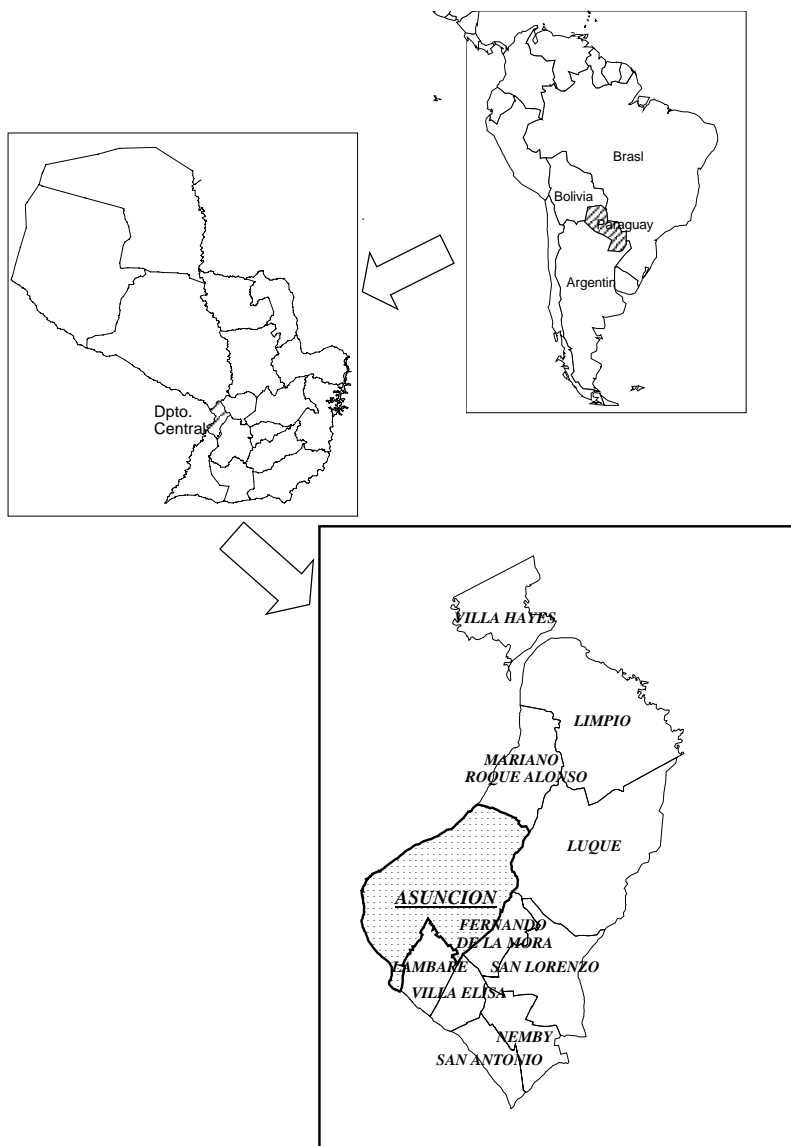 Brasl
Bolivia
Paraguay
Argentin
Dpto.
Central
VILLA HAYES
LIMPIO
MARIANO
ROQUE ALONSO
LUQUE
ASUNCION
FERNANDO
DE LA MORA
LAMBARE
SAN LORENZO
VILLA ELISA
NEMBY
SAN ANTONIO